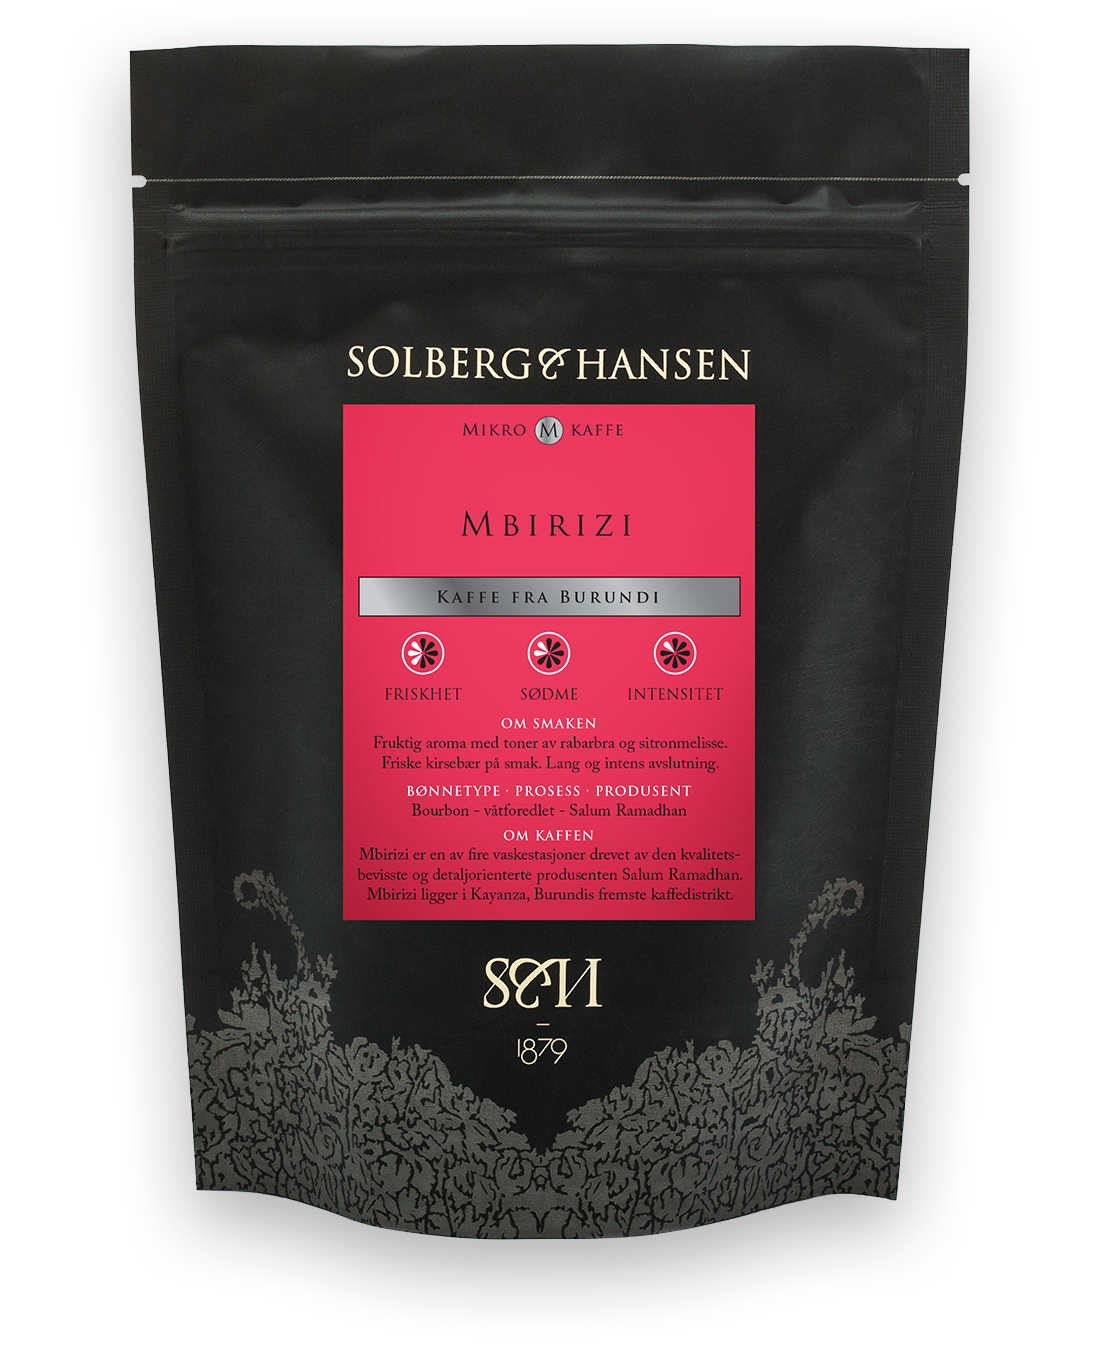 SOLBERG & HANSEN
MIKRO M KAFFE
MBIRIZI
KAFFE FRA BURUNDI
FRISKHET SØDME INTENSITET
OM SMAKEN
Fruktig aroma med toner av rabarbra og sitronmelisse.
Friske kirsebær på smak. Lang og intens avslutning.
BØNNETYPE · PROSESS · PRODUSENT
Bourbon - våtforedlet - Salum Ramadhan
OM KAFFEN
Mbirizi er en av fire vaskestasjoner drevet av den kvalitets-
bevisste og detaljorienterte produsenten Salum Ramadhan.
Mbirizi ligger i Kayanza, Burundis fremste kaffedistrikt.
S&H
1879